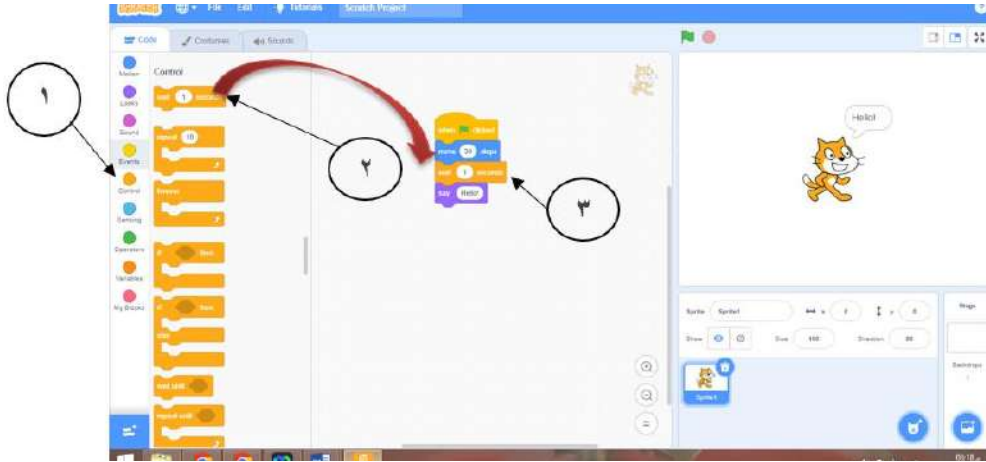 SCRATCH File Edit Tutorials Scratch Project
Code Costumes Sounds
Motion
Looks
Sound
Events
Control
Sensing
Operators
Variables
My Blocks
Control
wait 1 seconds
repeat 10
forever
if then
if then
else
wait until
repeat until
١
٢
٣
when clicked
move 20 steps
wait 1 seconds
say Hello!
Hello!
Sprite Sprite1 x y
Show Size 100 Direction 90
Sprite1
Stage
Backdrops